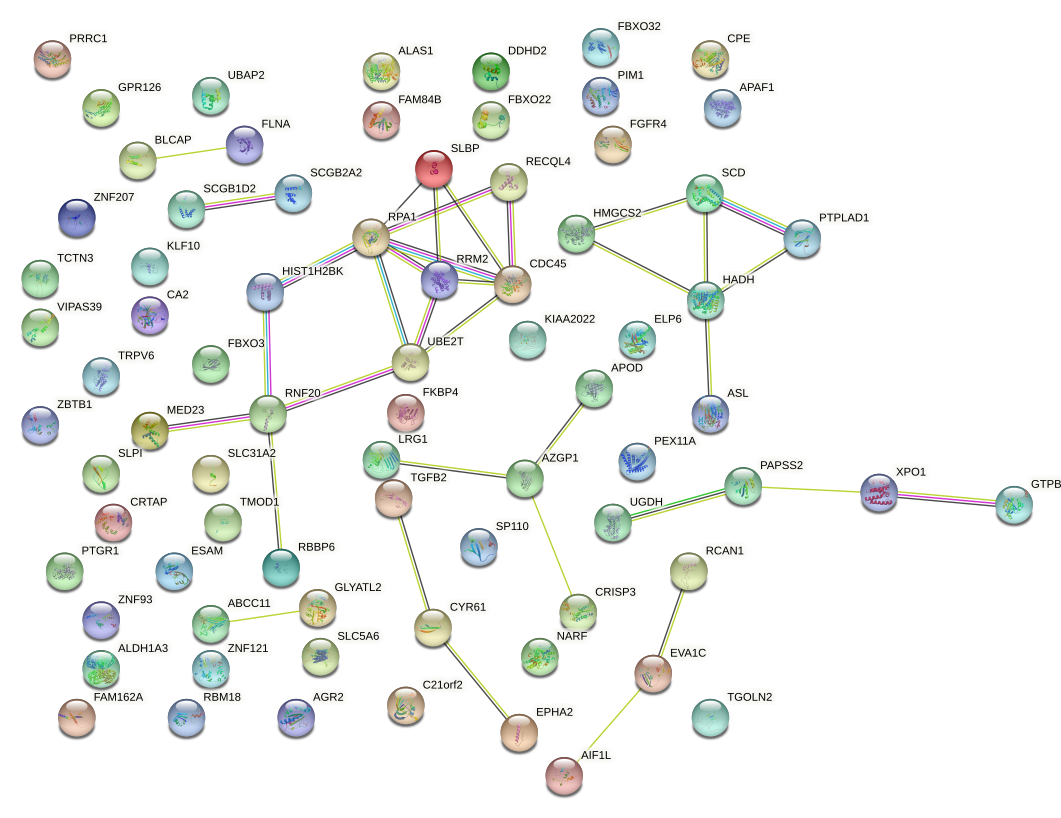 PRRC1
GPR126
UBAP2
BLCAP
FLNA
ALAS1
DDHD2
FAM84B
FBXO22
FBXO32
PIM1
FGFR4
CPE
APAF1
SLBP
RECQL4
SCGB1D2
SCGB2A2
ZNF207
TCTN3
KLF10
VIPAS39
CA2
RPA1
HIST1H2BK
RRM2
CDC45
UBE2T
SCD
HMGCS2
PTPLAD1
HADH
ASL
KIAA2022
ELP6
TRPV6
FBXO3
ZBTB1
MED23
RNF20
FKBP4
APOD
LRG1
AZGP1
TGFB2
PEX11A
PAPSS2
UGDH
XPO1
GTPB
SLPI
SLC31A2
CRTAP
TMOD1
PTGR1
ESAM
RBBP6
SP110
RCAN1
CRISP3
ZNF93
ABCC11
GLYATL2
CYR61
NARF
EVA1C
ALDH1A3
ZNF121
SLC5A6
FAM162A
RBM18
AGR2
C21orf2
EPHA2
TGOLN2
AIF1L